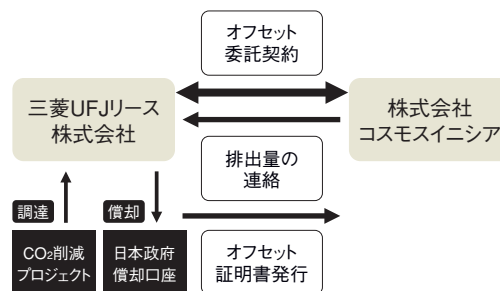 オフセット
委託契約
三菱UFJリース
株式会社
株式会社
コスモスイニシア
排出量の
連絡
調達
償却
CO₂削減
プロジェクト
日本政府
償却口座
オフセット
証明書発行